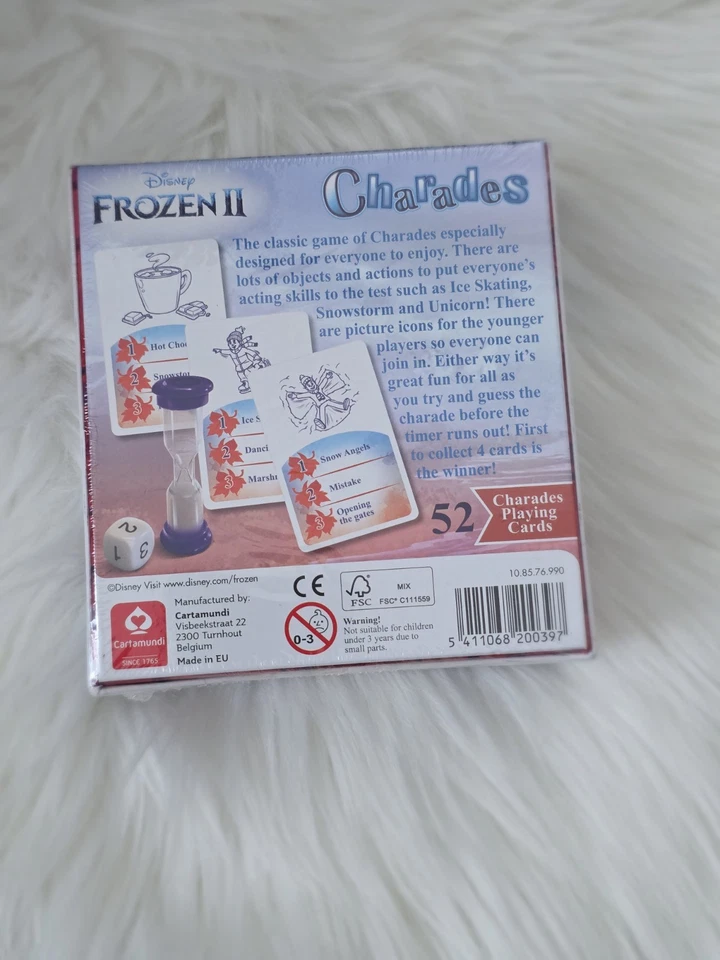 Disney
FROZEN II
Charades
The classic game of Charades especially
designed for everyone to enjoy. There are
lots of objects and actions to put everyone's
acting skills to the test such as Ice Skating,
Snowstorm and Unicorn! There
are picture icons for the younger
players so everyone can
join in. Either way it's
great fun for all as
you try and guess the
charade before the
timer runs out! First
to collect 4 cards is
the winner!
1 Hot
2
3
1 Ice
2
3
1 Snow Angels
2 Mistake
3 Opening
the gates
2
1 3
52 Charades
Playing
Cards
©Disney Visit www.disney.com/frozen
Cartamundi
SINCE 1765
Manufactured by:
Cartamundi
Visbeekstraat 22
2300 Turnhout
Belgium
Made in EU
CE
0-3
FSC
MIX
FSC® C111559
Warning!
Not suitable for children
under 3 years due to
small parts.
10.85.76.990
5 411068 200397